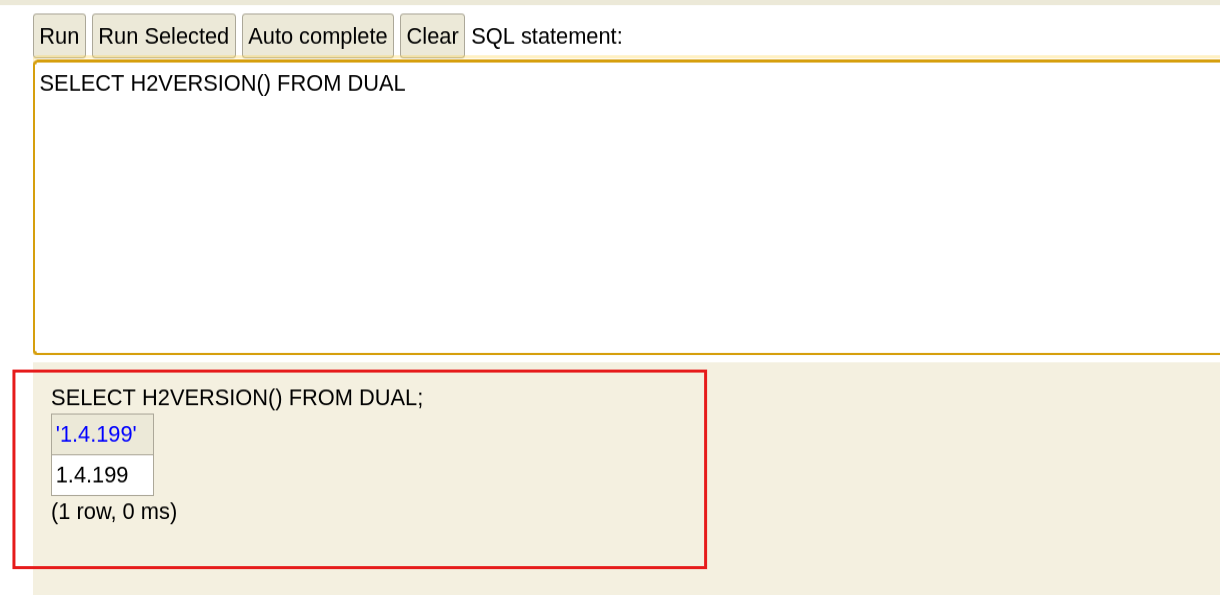 Run Run Selected Auto complete Clear SQL statement:
SELECT H2VERSION() FROM DUAL
SELECT H2VERSION() FROM DUAL;
'1.4.199'
1.4.199
(1 row, 0 ms)